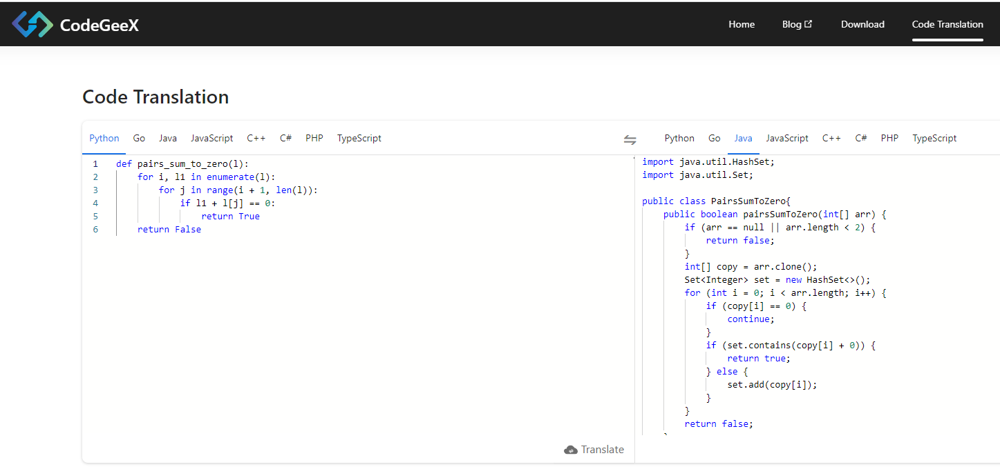 CodeGeeX
Home Blog Download Code Translation
Code Translation
Python Go Java JavaScript C++ C# PHP TypeScript
1 def pairs_sum_to_zero(l):
2 for i, l1 in enumerate(l):
3 for j in range(i + 1, len(l)):
4 if l1 + l[j] == 0:
5 return True
6 return False
Translate
Python Go Java JavaScript C++ C# PHP TypeScript
import java.util.HashSet;
import java.util.Set;
public class PairsSumToZero{
public boolean pairsSumToZero(int[] arr) {
if (arr == null || arr.length < 2) {
return false;
}
int[] copy = arr.clone();
Set<Integer> set = new HashSet<>();
for (int i = 0; i < arr.length; i++) {
if (copy[i] == 0) {
continue;
}
if (set.contains(copy[i] + 0)) {
return true;
} else {
set.add(copy[i]);
}
}
return false;